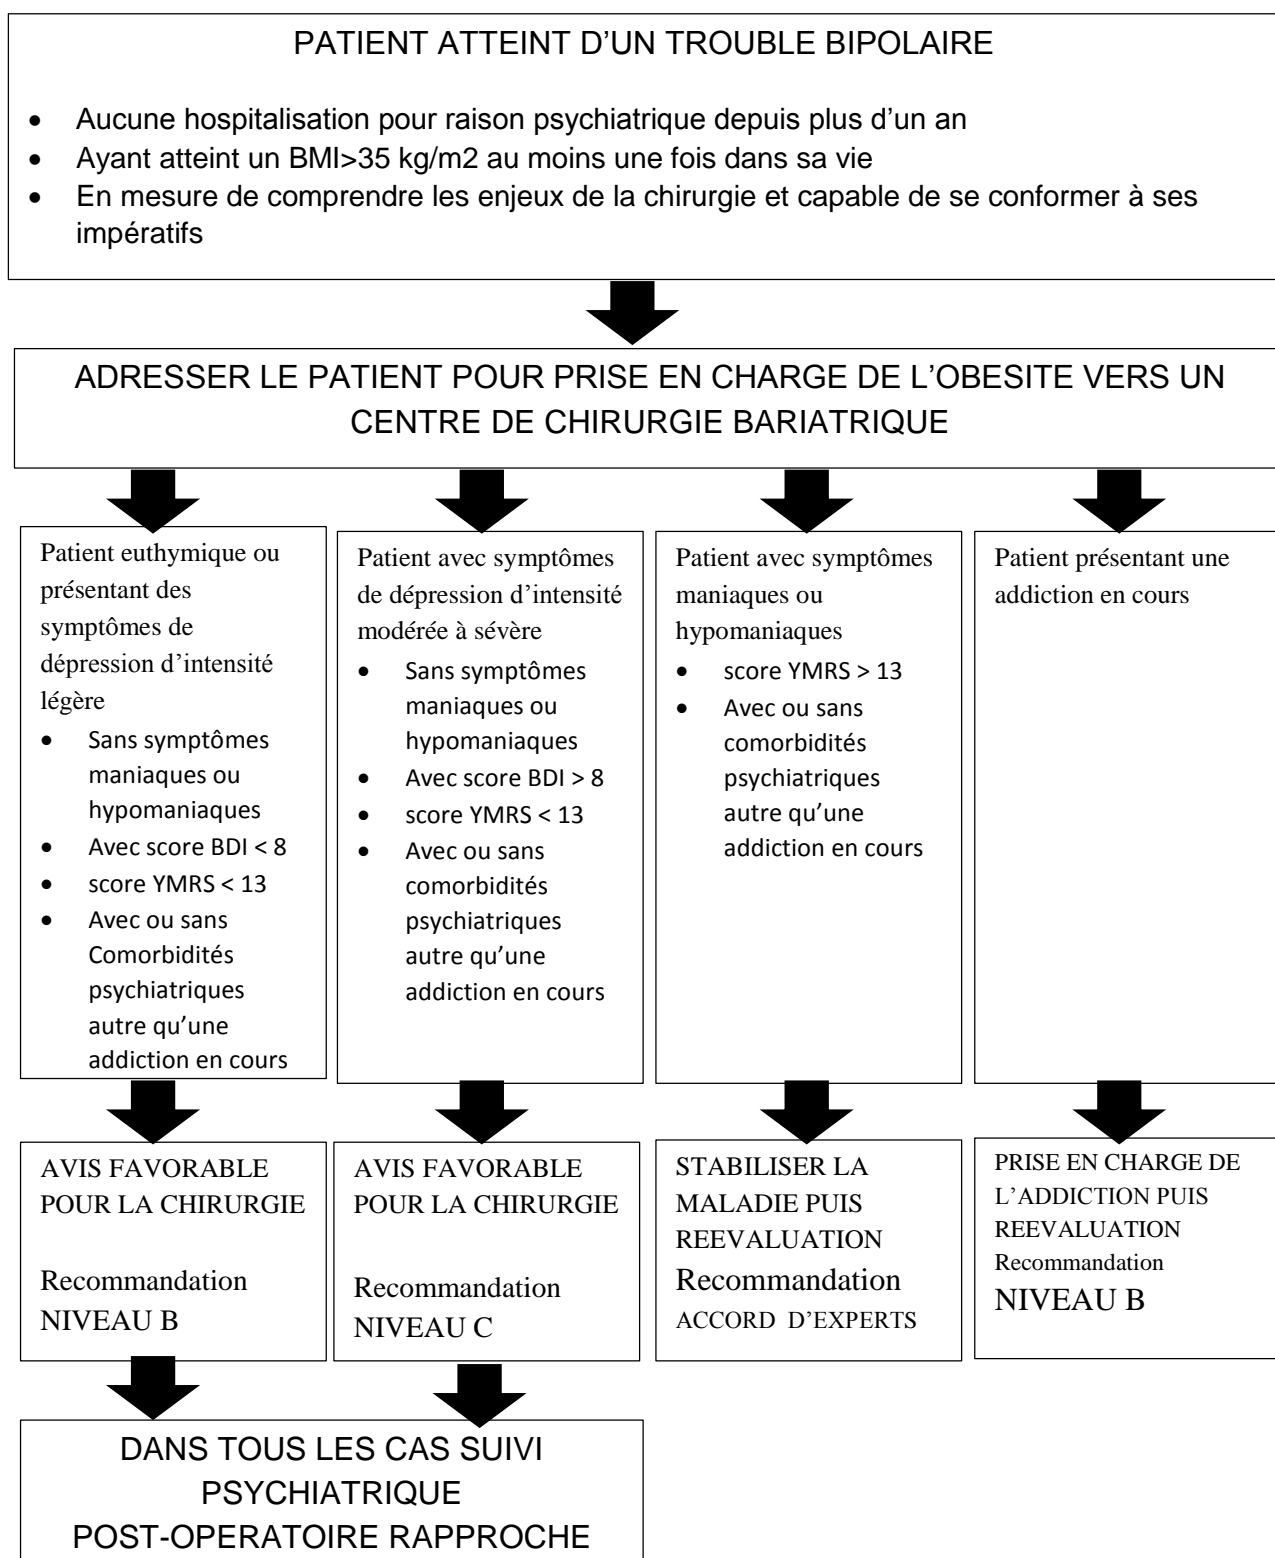 PATIENT ATTEINT D'UN TROUBLE BIPOLAIRE
• Aucune hospitalisation pour raison psychiatrique depuis plus d'un an
• Ayant atteint un BMI>35 kg/m2 au moins une fois dans sa vie
• En mesure de comprendre les enjeux de la chirurgie et capable de se conformer à ses
impératifs
ADRESSER LE PATIENT POUR PRISE EN CHARGE DE L'OBESITE VERS UN
CENTRE DE CHIRURGIE BARIATRIQUE
Patient euthymique ou
présentant des
symptômes de
dépression d'intensité
légère
• Sans symptômes
maniaques ou
hypomaniaques
• Avec score BDI < 8
• score YMRS < 13
• Avec ou sans
Comorbidités
psychiatriques
autre qu'une
addiction en cours
Patient avec symptômes
de dépression d'intensité
modérée à sévère
• Sans symptômes
maniaques ou
hypomaniaques
• Avec score BDI > 8
• score YMRS < 13
• Avec ou sans
comorbidités
psychiatriques
autre qu'une
addiction en cours
Patient avec symptômes
maniaques ou
hypomaniaques
• score YMRS > 13
• Avec ou sans
comorbidités
psychiatriques
autre qu'une
addiction en cours
Patient présentant une
addiction en cours
AVIS FAVORABLE
POUR LA CHIRURGIE
Recommandation
NIVEAU B
AVIS FAVORABLE
POUR LA CHIRURGIE
Recommandation
NIVEAU C
STABILISER LA
MALADIE PUIS
REEVALUATION
Recommandation
ACCORD D'EXPERTS
PRISE EN CHARGE DE
L'ADDICTION PUIS
REEVALUATION
Recommandation
NIVEAU B
DANS TOUS LES CAS SUIVI
PSYCHIATRIQUE
POST-OPERATOIRE RAPPROCHE